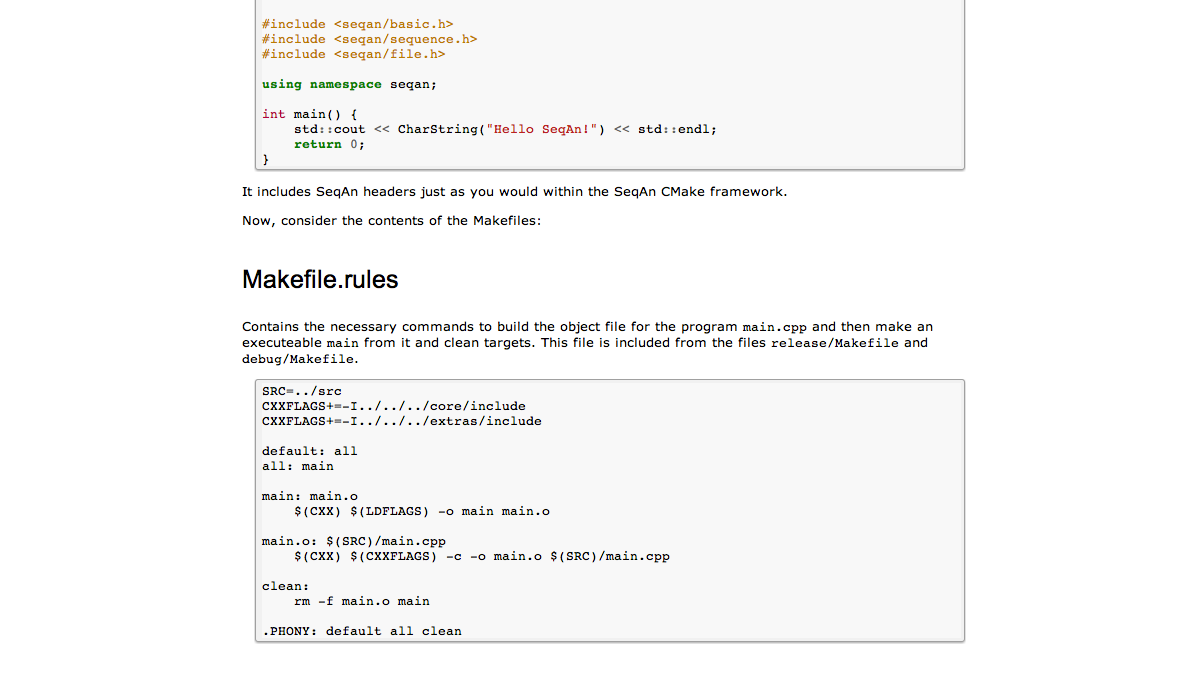 #include <seqan/basic.h>
#include <seqan/sequence.h>
#include <seqan/file.h>
using namespace seqan;
int main() {
    std::cout << CharString("Hello SeqAn!") << std::endl;
    return 0;
}
It includes SeqAn headers just as you would within the SeqAn CMake framework.
Now, consider the contents of the Makefiles:
Makefile.rules
Contains the necessary commands to build the object file for the program main.cpp and then make an
executeable main from it and clean targets. This file is included from the files release/Makefile and
debug/Makefile.
SRC=../src
CXXFLAGS+=-I../../../core/include
CXXFLAGS+=-I../../../extras/include
default: all
all: main
main: main.o
    $(CXX) $(LDFLAGS) -o main main.o
main.o: $(SRC)/main.cpp
    $(CXX) $(CXXFLAGS) -c -o main.o $(SRC)/main.cpp
clean:
    rm -f main.o main
.PHONY: default all clean